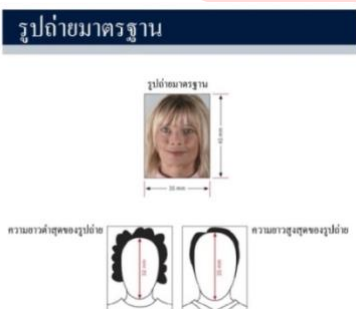 รูปถ่ายมาตรฐาน
รูปถ่ายมาตรฐาน
45 mm
35 mm
ความยาวต่ำสุดของรูปถ่าย
ความยาวสูงสุดของรูปถ่าย